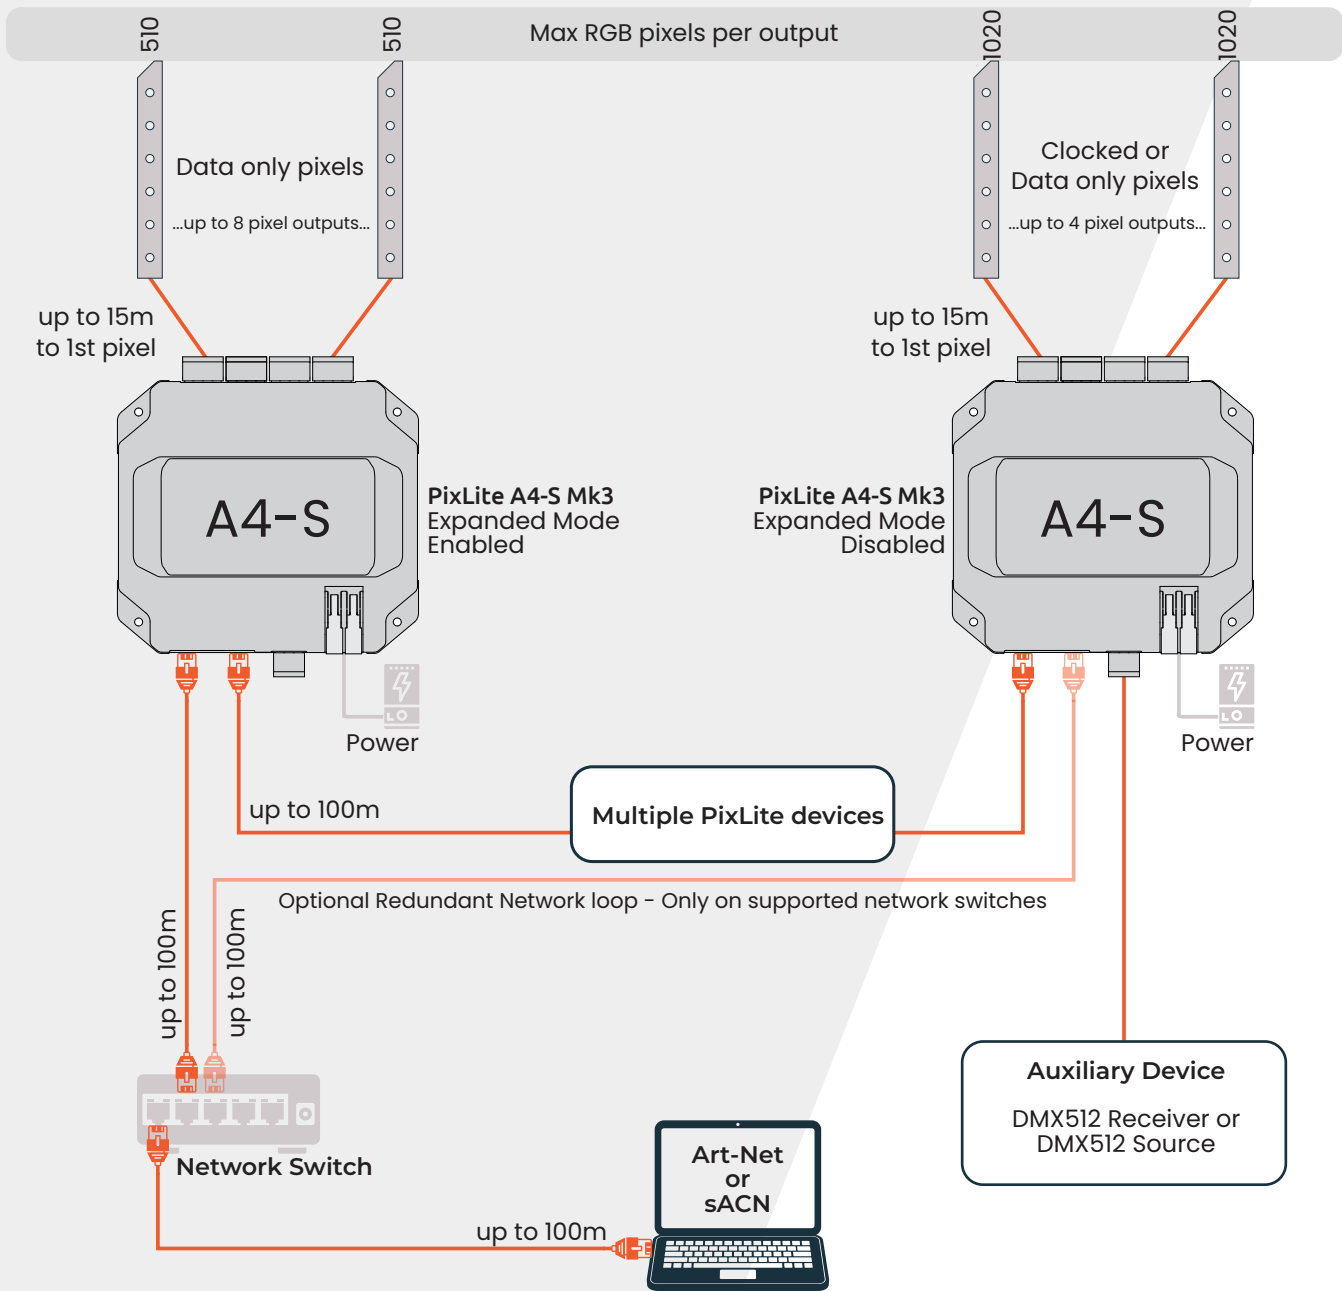 510
510
Max RGB pixels per output
1020
1020
Data only pixels
...up to 8 pixel outputs...
Clocked or
Data only pixels
...up to 4 pixel outputs...
up to 15m
to 1st pixel
up to 15m
to 1st pixel
A4-S
PixLite A4-S Mk3
Expanded Mode
Enabled
PixLite A4-S Mk3
Expanded Mode
Disabled
A4-S
Power
Power
up to 100m
Multiple PixLite devices
Optional Redundant Network loop - Only on supported network switches
up to 100m
up to 100m
Network Switch
Art-Net
or
sACN
up to 100m
Auxiliary Device
DMX512 Receiver or
DMX512 Source